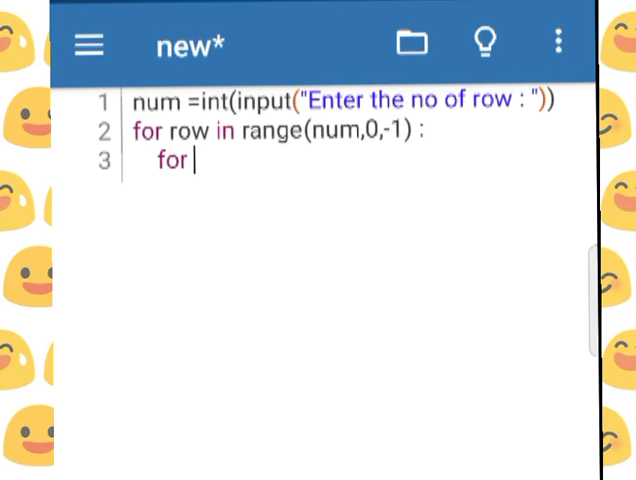 new*
1 num =int(input("Enter the no of row : "))
2 for row in range(num,0,-1) :
3 for